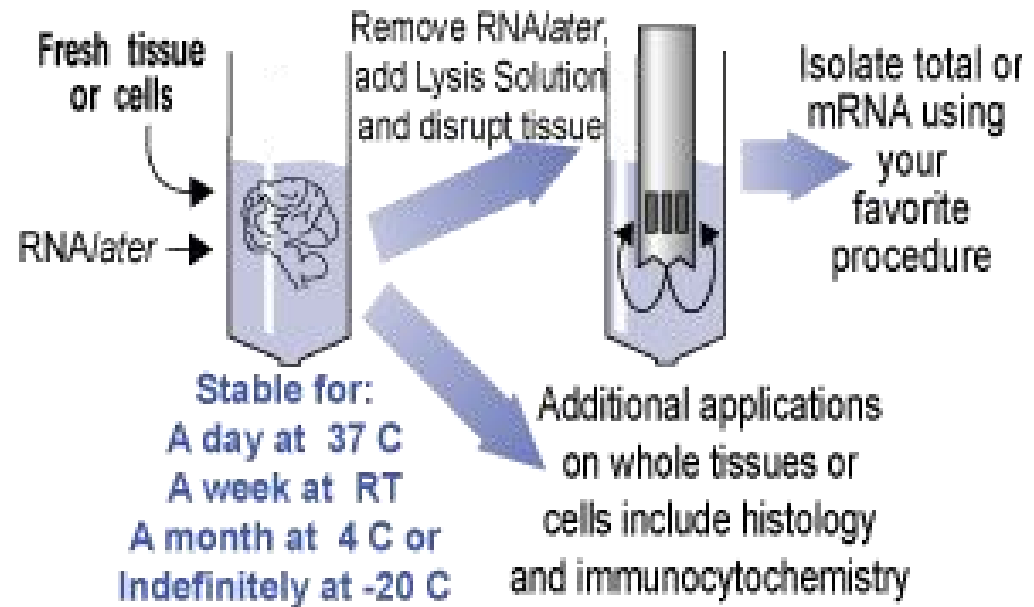 Fresh tissue
or cells
RNAlater
Stable for:
A day at 37 C
A week at RT
A month at 4 C or
Indefinitely at -20 C
Remove RNAlater,
add Lysis Solution
and disrupt tissue
Isolate total or
mRNA using
your
favorite
procedure
Additional applications
on whole tissues or
cells include histology
and immunocytochemistry